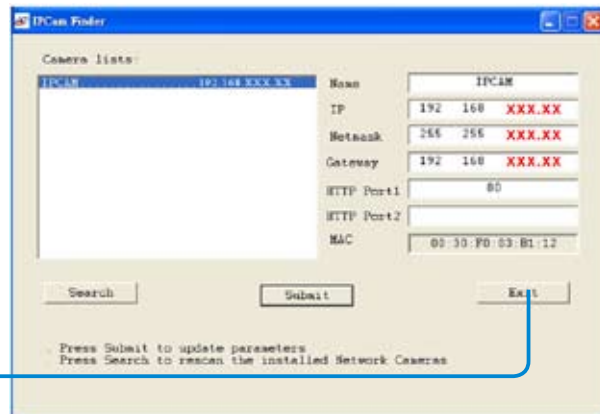 IPCam Finder
Camera lists:
IPCAM 192.168.XXX.XX
Name IPCAM
IP 192 168 XXX.XX
Netmask 255 255 XXX.XX
Gateway 192 168 XXX.XX
HTTP Port1 80
HTTP Port2
MAC 00:30:F0:03:B1:12
Search Submit Exit
. Press Submit to update parameters
. Press Search to rescan the installed Network Cameras